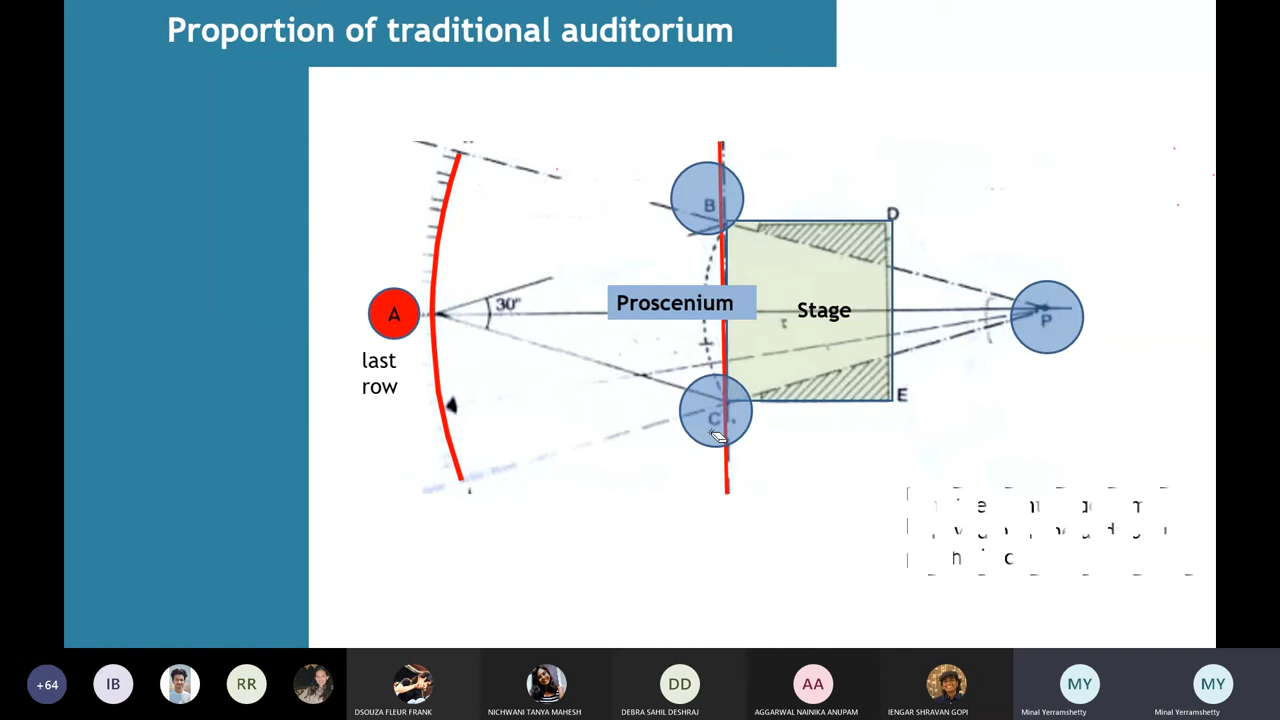 Proportion of traditional auditorium
B
D
A
30°
Proscenium
Stage
P
last
row
C
E
+64
IB
RR
DD
AA
MY
MY
DSOUZA FLEUR FRANK
NICHWANI TANYA MAHESH
DEBRA SAHIL DESHRAJ
AGGARWAL NAINIKA ANUPAM
IENGAR SHRAVAN GOPI
Minal Yerramshetty
Minal Yerramshetty